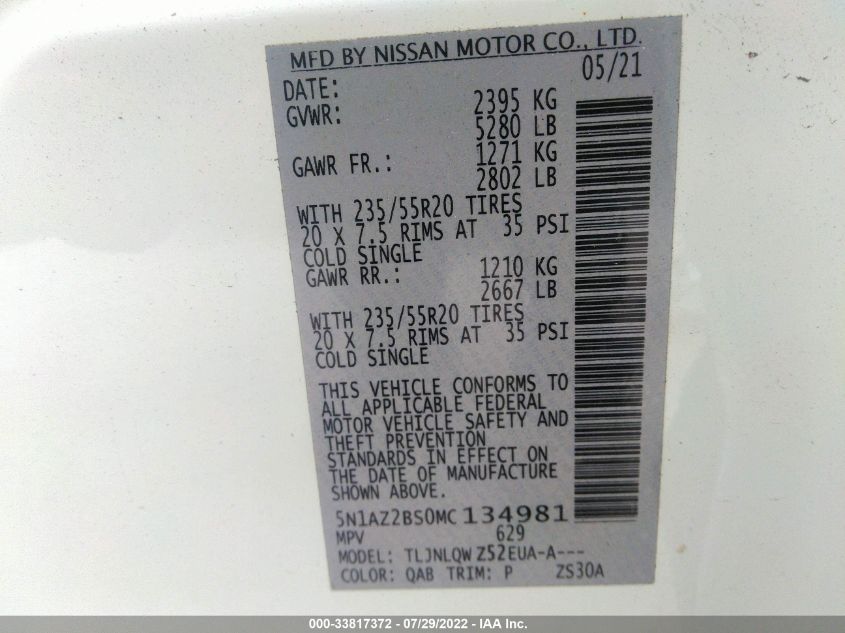 MFD BY NISSAN MOTOR CO., LTD.
DATE: 05/21
GVWR: 2395 KG
5280 LB
GAWR FR.: 1271 KG
2802 LB
WITH 235/55R20 TIRES
20 X 7.5 RIMS AT 35 PSI
COLD SINGLE
GAWR RR.: 1210 KG
2667 LB
WITH 235/55R20 TIRES
20 X 7.5 RIMS AT 35 PSI
COLD SINGLE
THIS VEHICLE CONFORMS TO
ALL APPLICABLE FEDERAL
MOTOR VEHICLE SAFETY AND
THEFT PREVENTION
STANDARDS IN EFFECT ON
THE DATE OF MANUFACTURE
SHOWN ABOVE.
5N1AZ2BS0MC134981
MPV 629
MODEL: TLJNLQW Z52EUA-A---
COLOR: QAB TRIM: P ZS30A
000-33817372 - 07/29/2022 - IAA Inc.